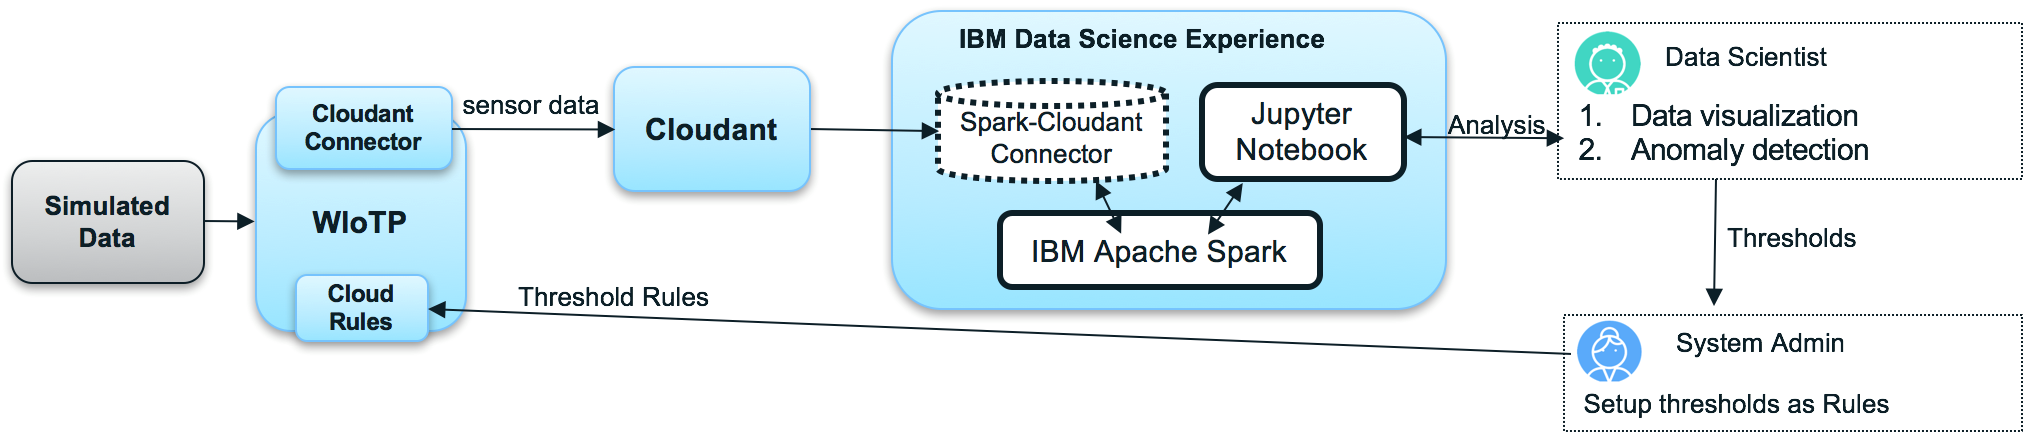 Simulated
Data
Cloudant
Connector
WIoTP
Cloud
Rules
sensor data
Cloudant
IBM Data Science Experience
Spark-Cloudant
Connector
Jupyter
Notebook
IBM Apache Spark
Analysis
Data Scientist
1. Data visualization
2. Anomaly detection
Thresholds
System Admin
Setup thresholds as Rules
Threshold Rules